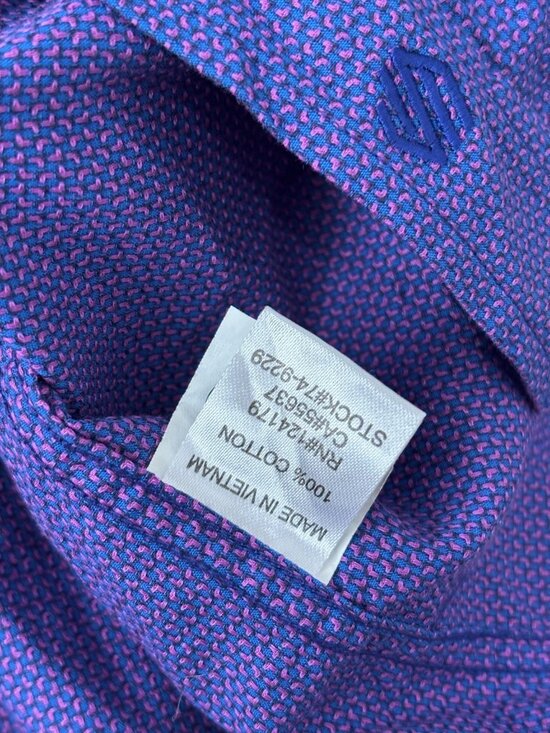 MADE IN VIETNAM
100% COTTON
RN#124179
CA#55637
STOCK#74-9229